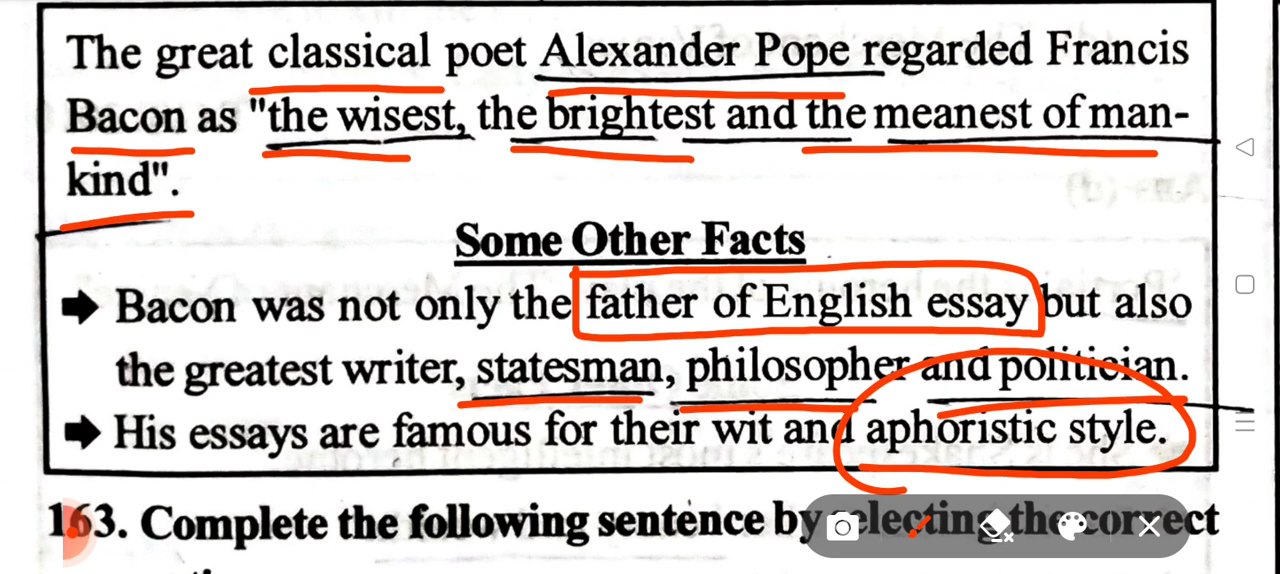 The great classical poet Alexander Pope regarded Francis
Bacon as "the wisest, the brightest and the meanest of man-
kind".
Some Other Facts
➡ Bacon was not only the father of English essay but also
the greatest writer, statesman, philosopher and politician.
➡ His essays are famous for their wit and aphoristic style.
163. Complete the following sentence by selecting the correct